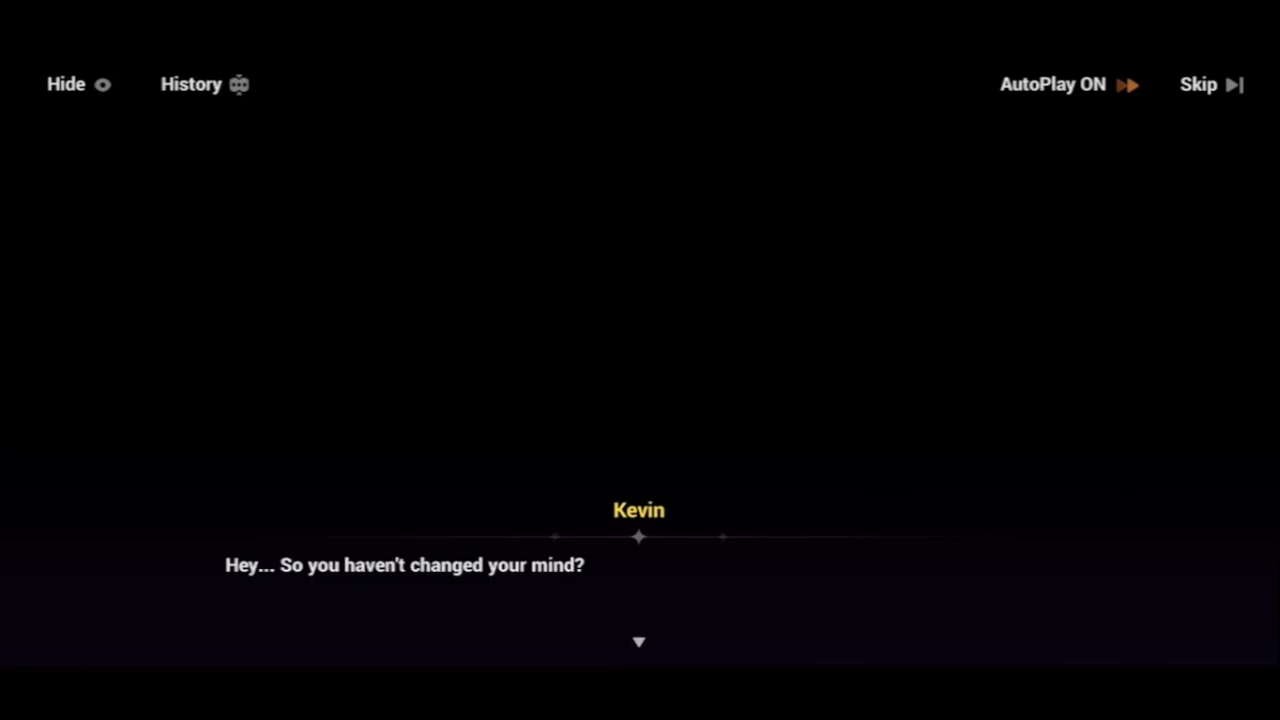 Hide
History
AutoPlay ON
Skip
Kevin
Hey... So you haven't changed your mind?